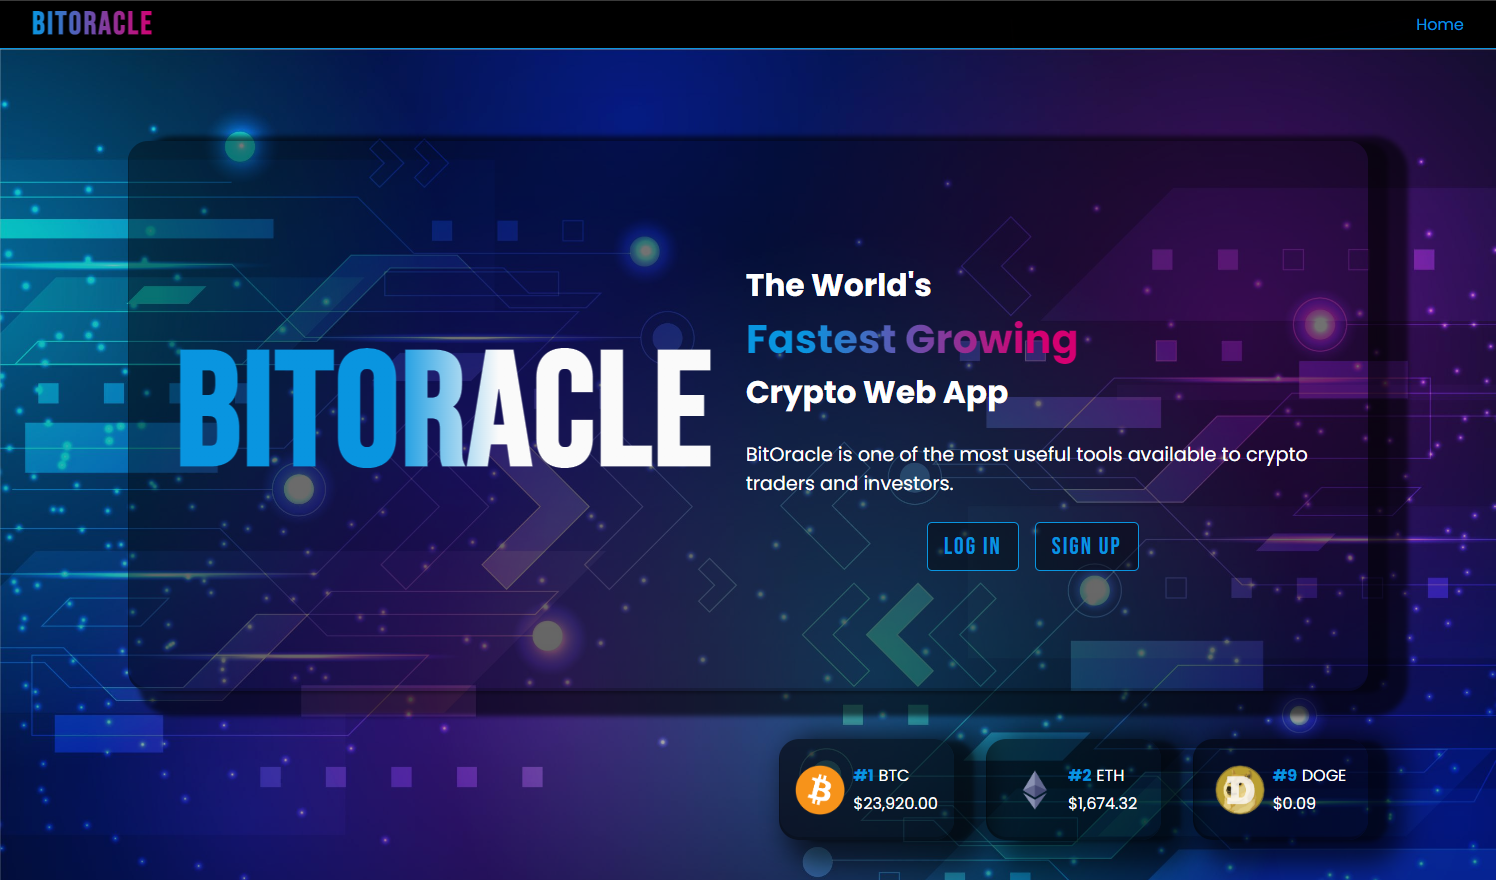 BITORACLE
Home
BITORACLE
The World's
Fastest Growing
Crypto Web App
BitOracle is one of the most useful tools available to crypto
traders and investors.
LOG IN
SIGN UP
#1 BTC
$23,920.00
#2 ETH
$1,674.32
#9 DOGE
$0.09